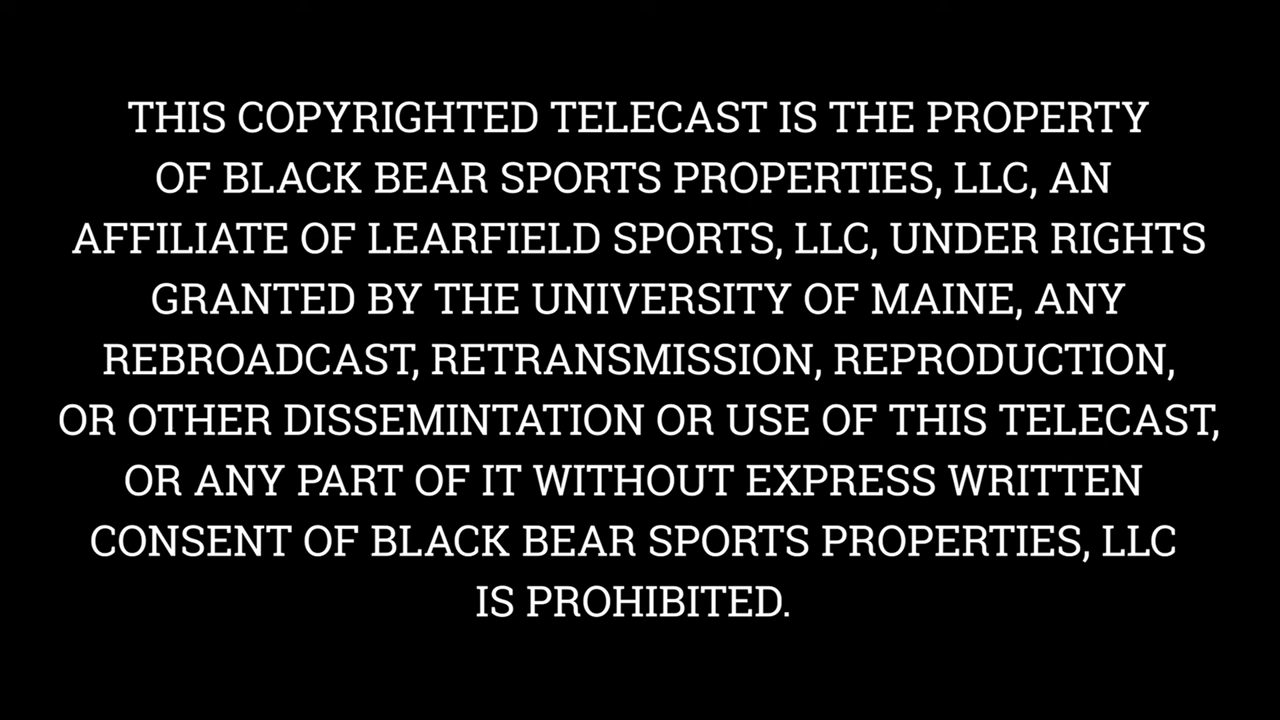 THIS COPYRIGHTED TELECAST IS THE PROPERTY
OF BLACK BEAR SPORTS PROPERTIES, LLC, AN
AFFILIATE OF LEARFIELD SPORTS, LLC, UNDER RIGHTS
GRANTED BY THE UNIVERSITY OF MAINE, ANY
REBROADCAST, RETRANSMISSION, REPRODUCTION,
OR OTHER DISSEMINTATION OR USE OF THIS TELECAST,
OR ANY PART OF IT WITHOUT EXPRESS WRITTEN
CONSENT OF BLACK BEAR SPORTS PROPERTIES, LLC
IS PROHIBITED.